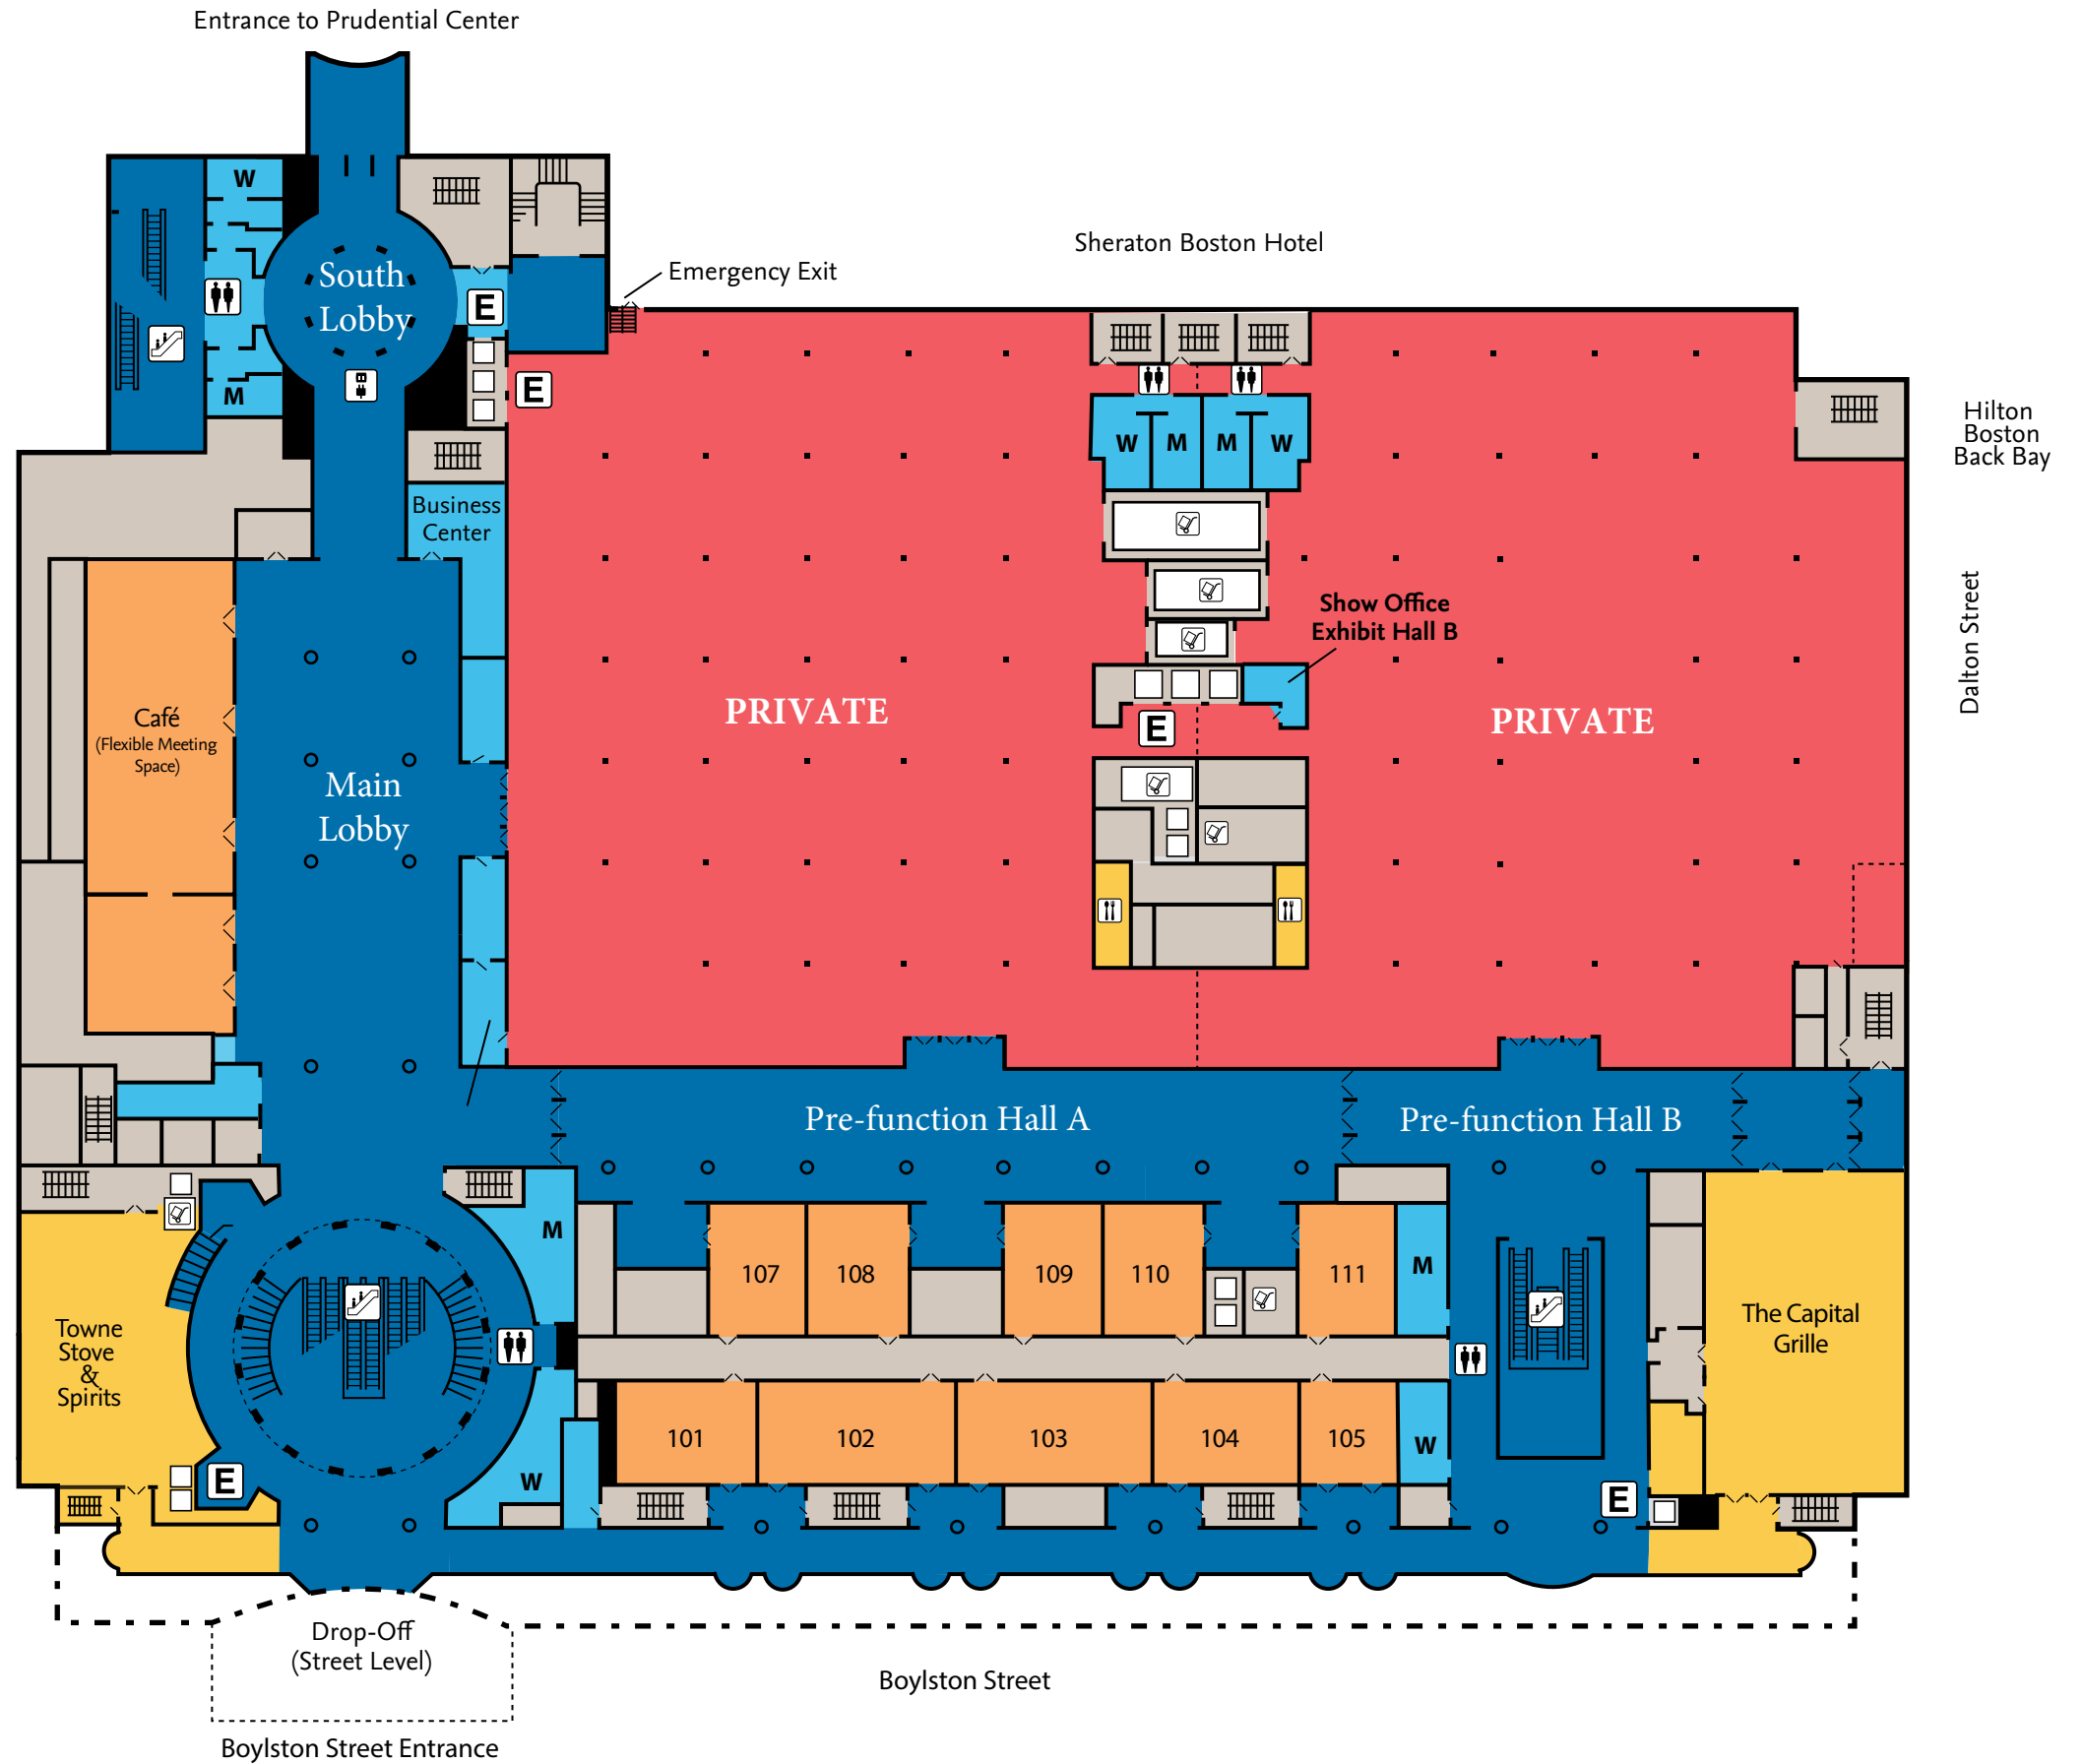 Entrance to Prudential Center
W
South
Lobby
E
M
E
Emergency Exit
Sheraton Boston Hotel
W
M
M
W
Hilton
Boston
Back Bay
Business
Center
Show Office
Exhibit Hall B
Dalton Street
Café
(Flexible Meeting
Space)
Main
Lobby
PRIVATE
E
PRIVATE
Pre-function Hall A
Pre-function Hall B
M
107
108
109
110
111
M
Towne
Stove
&
Spirits
The Capital
Grille
101
102
103
104
105
W
W
E
E
Drop-Off
(Street Level)
Boylston Street
Boylston Street Entrance